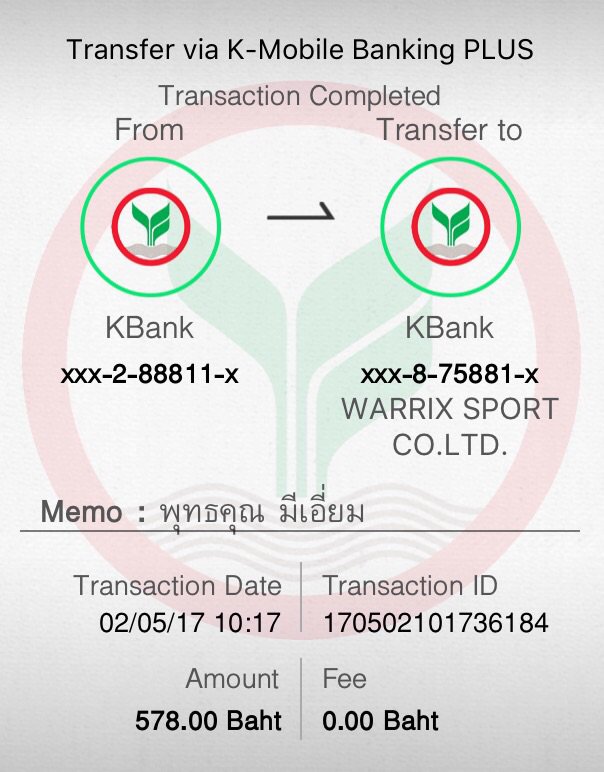 Transfer via K-Mobile Banking PLUS
Transaction Completed
From
Transfer to
KBank
xxx-2-88811-x
KBank
xxx-8-75881-x
WARRIX SPORT
CO.LTD.
Memo : พุทธคุณ มีเอี่ยม
Transaction Date
02/05/17 10:17
Transaction ID
170502101736184
Amount
578.00 Baht
Fee
0.00 Baht